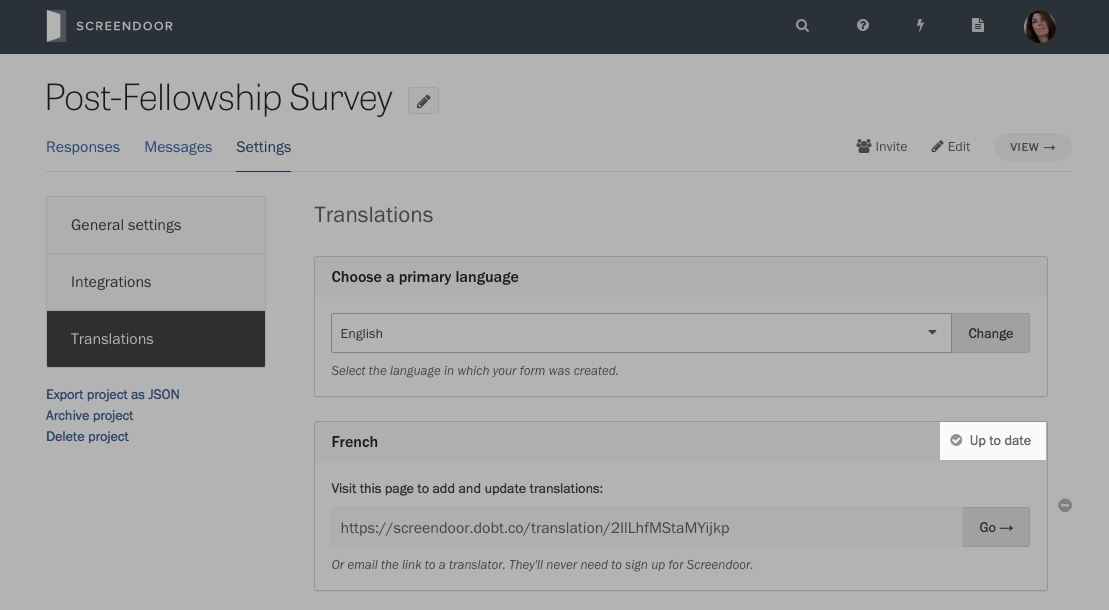 SCREENDOOR
Post-Fellowship Survey
Responses Messages Settings
Invite Edit VIEW →
General settings
Integrations
Translations
Export project as JSON
Archive project
Delete project
Translations
Choose a primary language
English Change
Select the language in which your form was created.
French Up to date
Visit this page to add and update translations:
https://screendoor.dobt.co/translation/2IlLhfMStaMYijkp Go →
Or email the link to a translator. They'll never need to sign up for Screendoor.